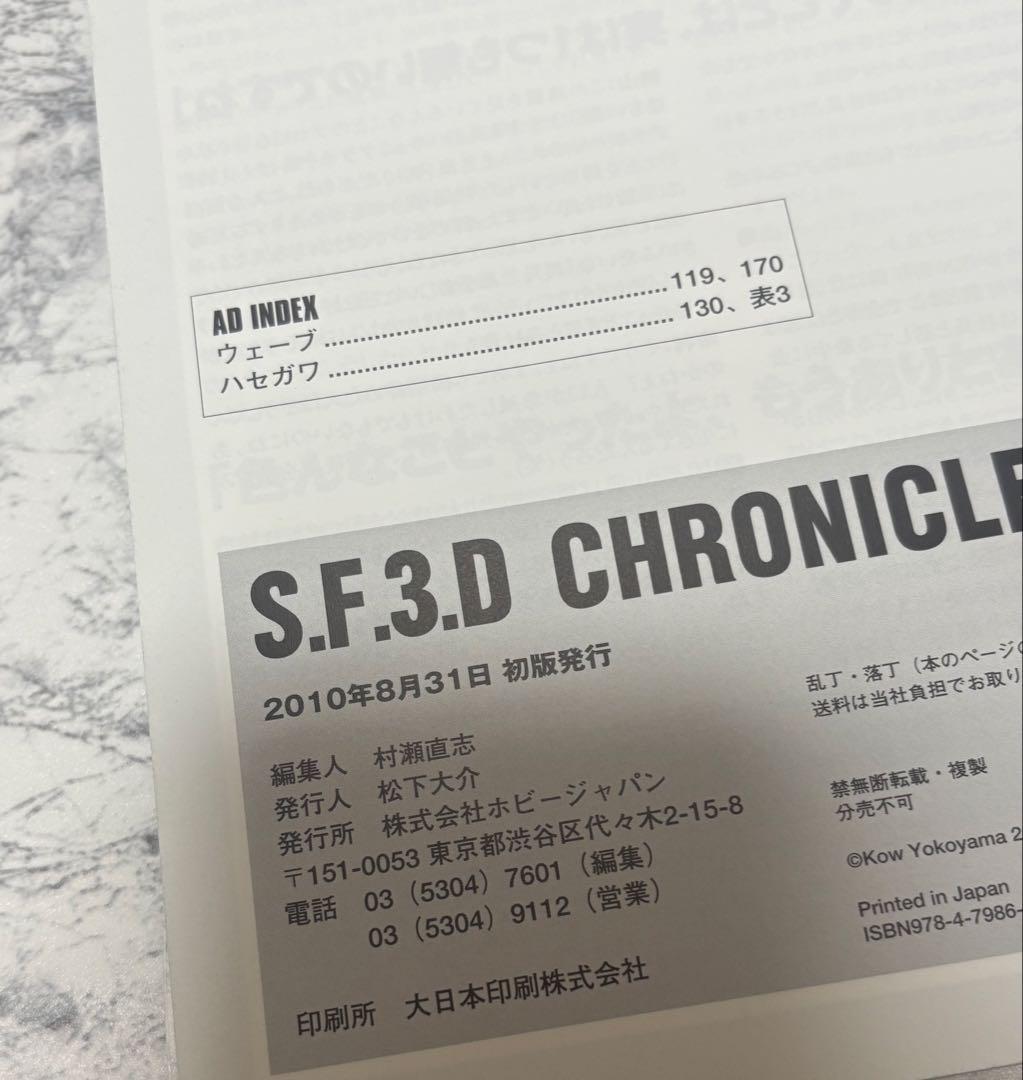 AD INDEX
ウェーブ ........................................ 119、170
ハセガワ ........................................ 130、表3
S.F.3.D CHRONICLE
2010年8月31日 初版発行
編集人 村瀬直志
発行人 松下大介
発行所 株式会社ホビージャパン
〒151-0053 東京都渋谷区代々木2-15-8
電話 03（5304）7601（編集）
03（5304）9112（営業）
印刷所 大日本印刷株式会社
乱丁・落丁（本のページの
送料は当社負担でお取り
禁無断転載・複製
分売不可
©Kow Yokoyama 2
Printed in Japan
ISBN978-4-7986-